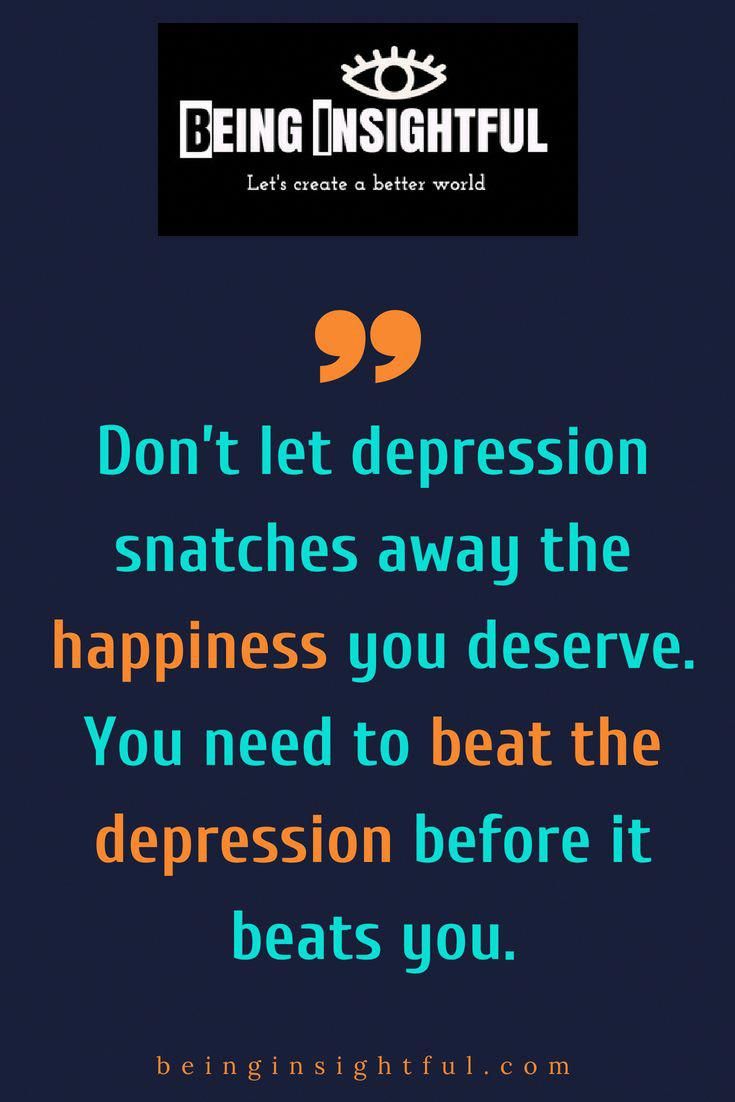 BEING INSIGHTFUL
Let's create a better world
”
Don't let depression
snatches away the
happiness you deserve.
You need to beat the
depression before it
beats you.
beinginsightful.com